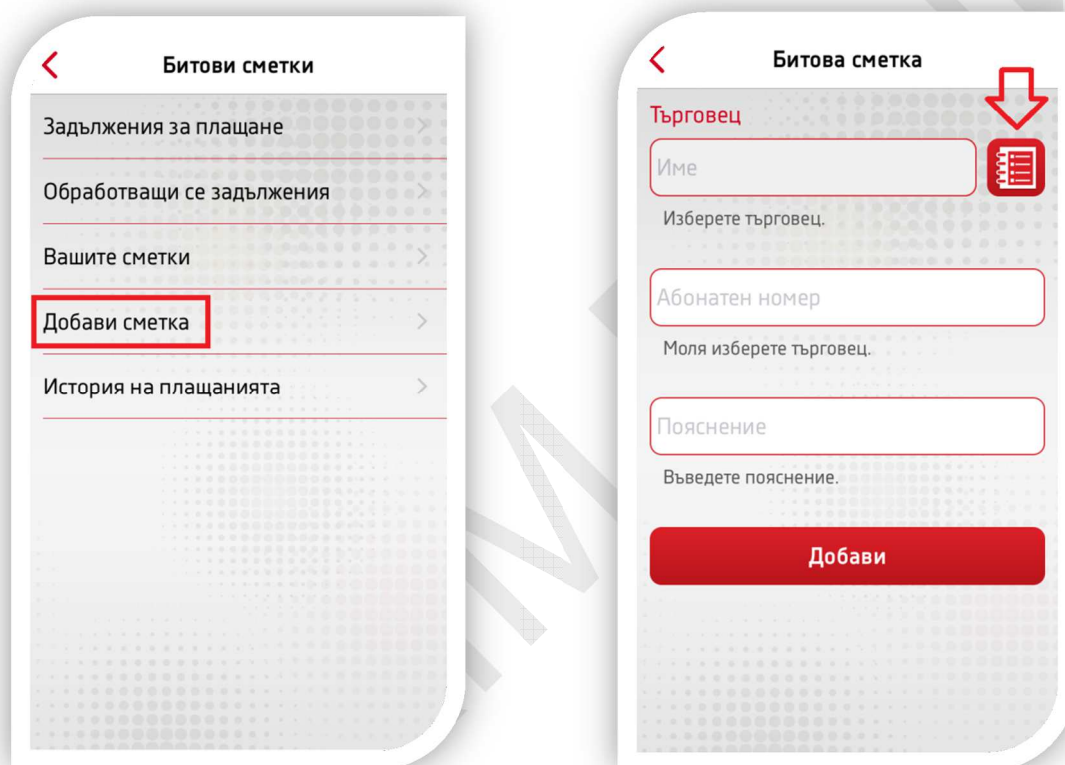 Битови сметки
Задължения за плащане
Обработващи се задължения
Вашите сметки
Добави сметка
История на плащанията
Битова сметка
Търговец
Име
Изберете търговец.
Абонатен номер
Моля изберете търговец.
Пояснение
Въведете пояснение.
Добави